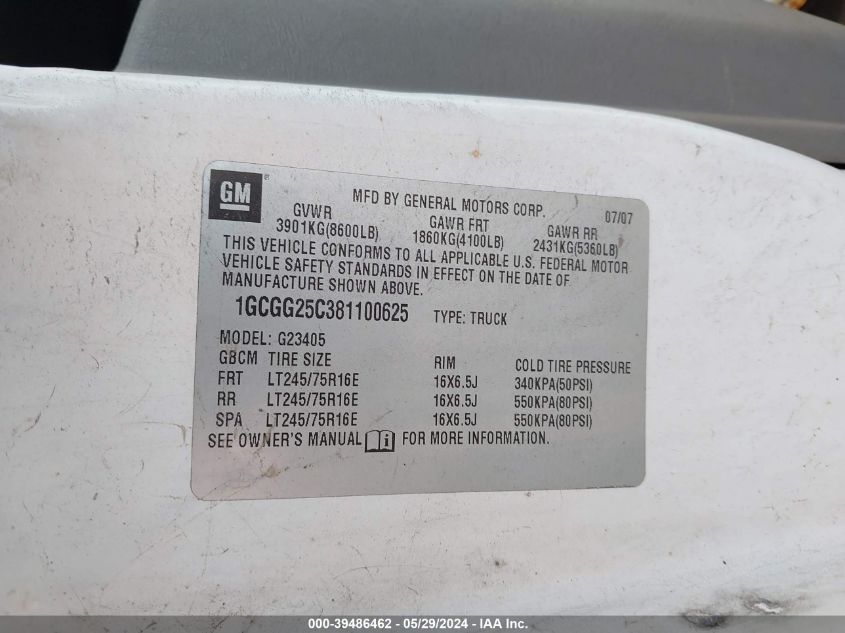 GM ®
MFD BY GENERAL MOTORS CORP. 07/07
GVWR GAWR FRT GAWR RR
3901KG(8600LB) 1860KG(4100LB) 2431KG(5360LB)
THIS VEHICLE CONFORMS TO ALL APPLICABLE U.S. FEDERAL MOTOR
VEHICLE SAFETY STANDARDS IN EFFECT ON THE DATE OF
MANUFACTURE SHOWN ABOVE.
1GCGG25C381100625 TYPE: TRUCK
MODEL: G23405
GBCM TIRE SIZE RIM COLD TIRE PRESSURE
FRT LT245/75R16E 16X6.5J 340KPA(50PSI)
RR LT245/75R16E 16X6.5J 550KPA(80PSI)
SPA LT245/75R16E 16X6.5J 550KPA(80PSI)
SEE OWNER'S MANUAL i FOR MORE INFORMATION.
000-39486462 - 05/29/2024 - IAA Inc.